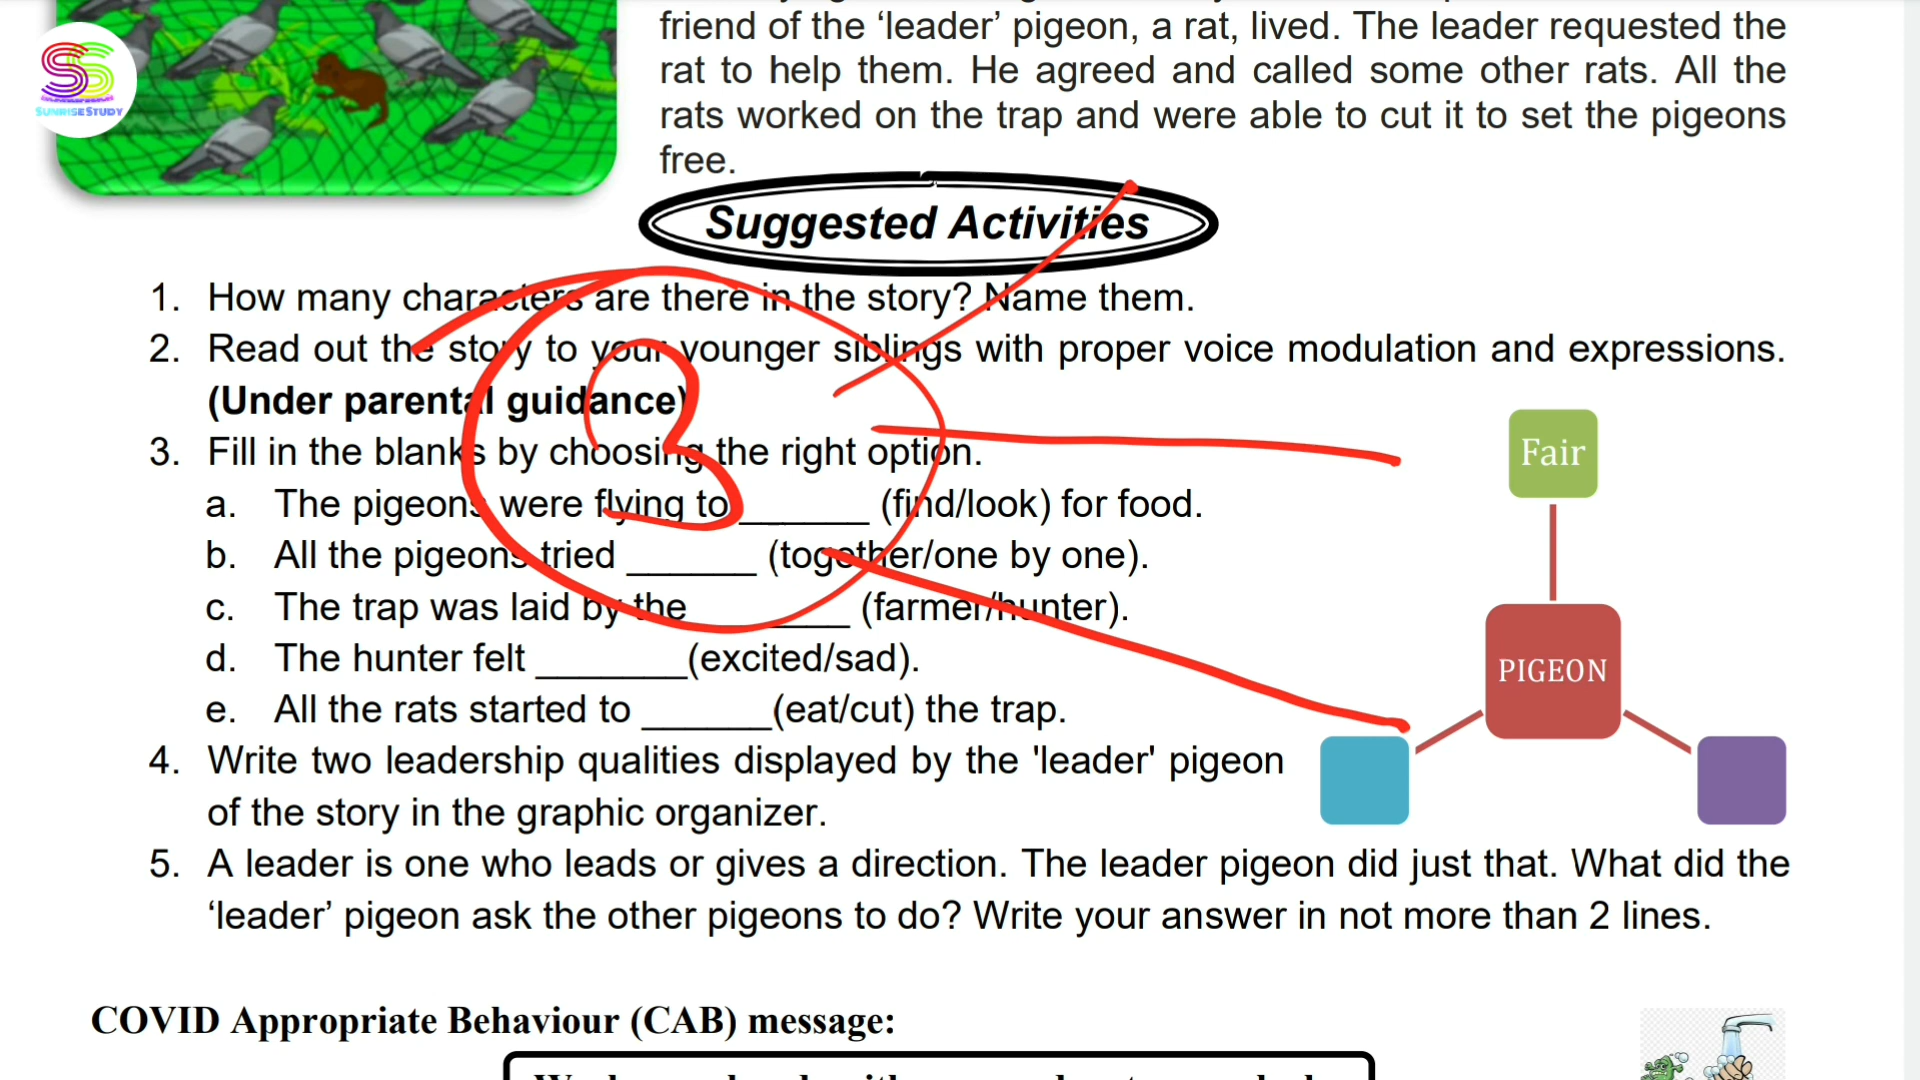 SS
SUNRISE STUDY
friend of the ‘leader’ pigeon, a rat, lived. The leader requested the
rat to help them. He agreed and called some other rats. All the
rats worked on the trap and were able to cut it to set the pigeons
free.
Suggested Activities
1. How many characters are there in the story? Name them.
2. Read out the story to your younger siblings with proper voice modulation and expressions.
(Under parental guidance)
3. Fill in the blanks by choosing the right option.
a. The pigeons were flying to ______ (find/look) for food.
b. All the pigeons tried ______ (together/one by one).
c. The trap was laid by the _______ (farmer/hunter).
d. The hunter felt _______(excited/sad).
e. All the rats started to ______(eat/cut) the trap.
3
Fair
PIGEON
4. Write two leadership qualities displayed by the 'leader' pigeon
of the story in the graphic organizer.
5. A leader is one who leads or gives a direction. The leader pigeon did just that. What did the
‘leader’ pigeon ask the other pigeons to do? Write your answer in not more than 2 lines.
COVID Appropriate Behaviour (CAB) message: